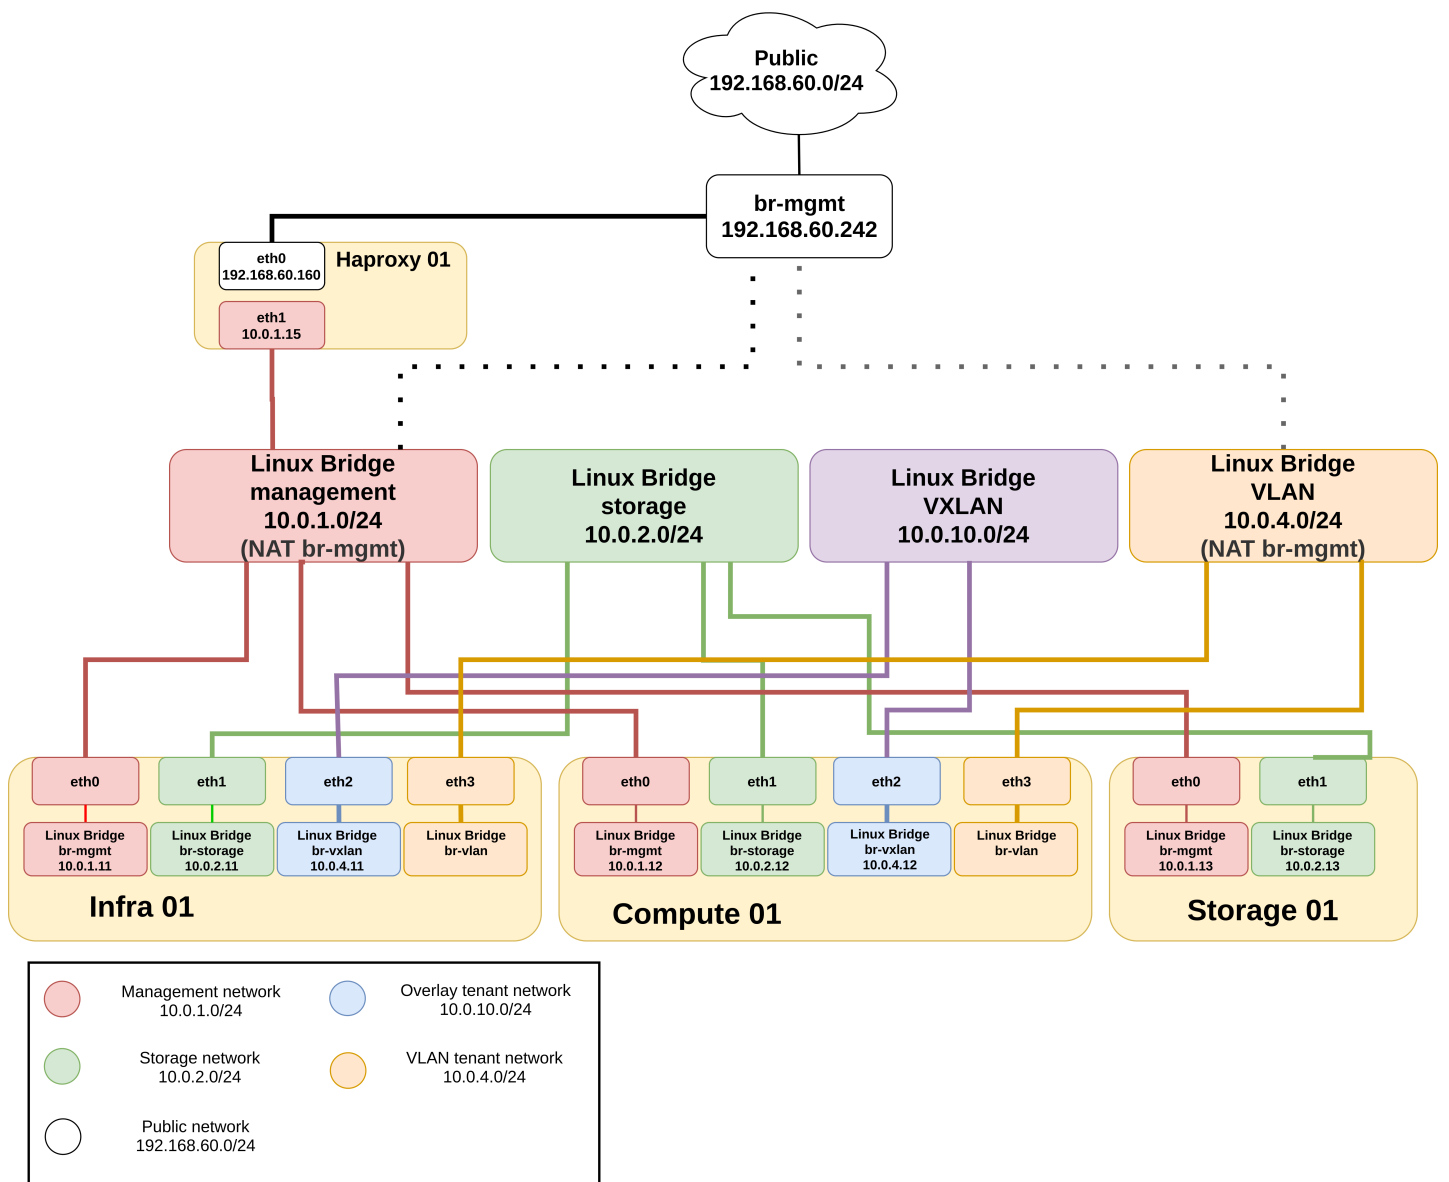 Public
192.168.60.0/24
br-mgmt
192.168.60.242
eth0
192.168.60.160
Haproxy 01
eth1
10.0.1.15
Linux Bridge
management
10.0.1.0/24
(NAT br-mgmt)
Linux Bridge
storage
10.0.2.0/24
Linux Bridge
VXLAN
10.0.10.0/24
Linux Bridge
VLAN
10.0.4.0/24
(NAT br-mgmt)
eth0
eth1
eth2
eth3
Linux Bridge
br-mgmt
10.0.1.11
Linux Bridge
br-storage
10.0.2.11
Linux Bridge
br-vxlan
10.0.4.11
Linux Bridge
br-vlan
Infra 01
eth0
eth1
eth2
eth3
Linux Bridge
br-mgmt
10.0.1.12
Linux Bridge
br-storage
10.0.2.12
Linux Bridge
br-vxlan
10.0.4.12
Linux Bridge
br-vlan
Compute 01
eth0
eth1
Linux Bridge
br-mgmt
10.0.1.13
Linux Bridge
br-storage
10.0.2.13
Storage 01
Management network
10.0.1.0/24
Overlay tenant network
10.0.10.0/24
Storage network
10.0.2.0/24
VLAN tenant network
10.0.4.0/24
Public network
192.168.60.0/24